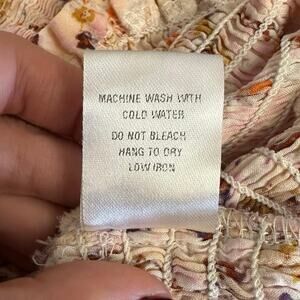 MACHINE WASH WITH
COLD WATER
DO NOT BLEACH
HANG TO DRY
LOW IRON